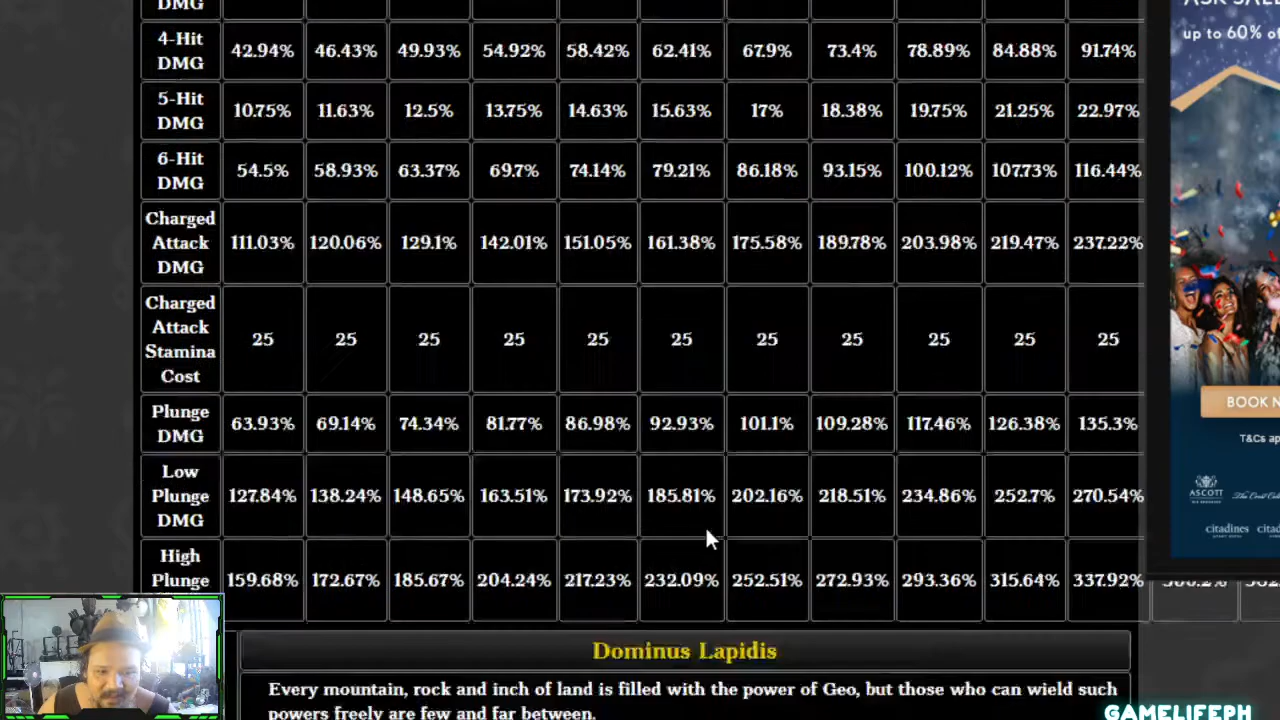 DMG
4-Hit DMG 42.94% 46.43% 49.93% 54.92% 58.42% 62.41% 67.9% 73.4% 78.89% 84.88% 91.74%
5-Hit DMG 10.75% 11.63% 12.5% 13.75% 14.63% 15.63% 17% 18.38% 19.75% 21.25% 22.97%
6-Hit DMG 54.5% 58.93% 63.37% 69.7% 74.14% 79.21% 86.18% 93.15% 100.12% 107.73% 116.44%
Charged Attack DMG 111.03% 120.06% 129.1% 142.01% 151.05% 161.38% 175.58% 189.78% 203.98% 219.47% 237.22%
Charged Attack Stamina Cost 25 25 25 25 25 25 25 25 25 25 25
Plunge DMG 63.93% 69.14% 74.34% 81.77% 86.98% 92.93% 101.1% 109.28% 117.46% 126.38% 135.3%
Low Plunge DMG 127.84% 138.24% 148.65% 163.51% 173.92% 185.81% 202.16% 218.51% 234.86% 252.7% 270.54%
High Plunge 159.68% 172.67% 185.67% 204.24% 217.23% 232.09% 252.51% 272.93% 293.36% 315.64% 337.92%
Dominus Lapidis
Every mountain, rock and inch of land is filled with the power of Geo, but those who can wield such
powers freely are few and far between.
up to 60% of
BOOK N
T&Cs ap
ASCOTT
citadines
GAMELIFEPH